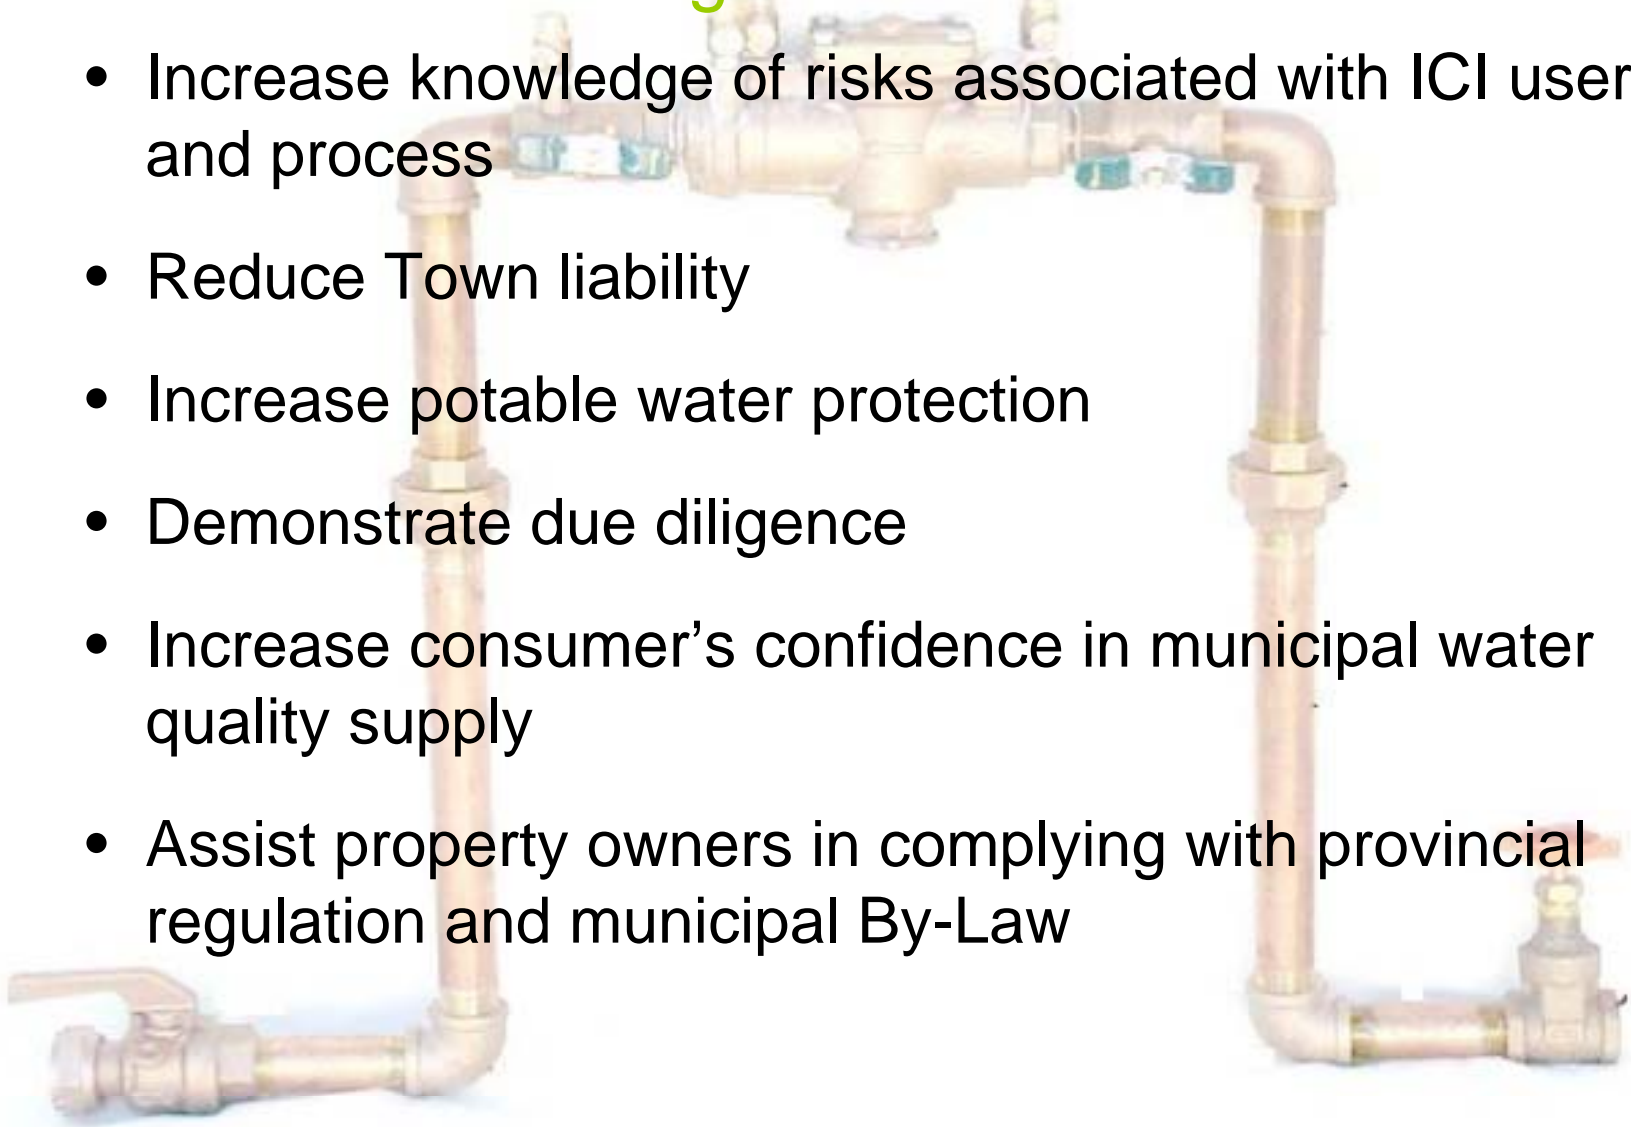 • Increase knowledge of risks associated with ICI user
and process
• Reduce Town liability
• Increase potable water protection
• Demonstrate due diligence
• Increase consumer’s confidence in municipal water
quality supply
• Assist property owners in complying with provincial
regulation and municipal By-Law